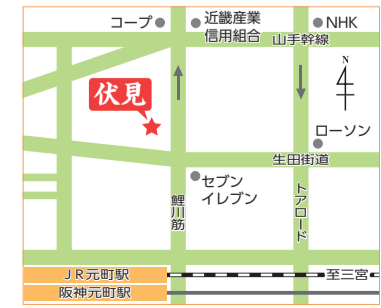 コープ
近畿産業
信用組合
NHK
山手幹線
N
伏見
ローソン
生田街道
セブン
イレブン
鯉川筋
トアロード
JR元町駅
至三宮
阪神元町駅